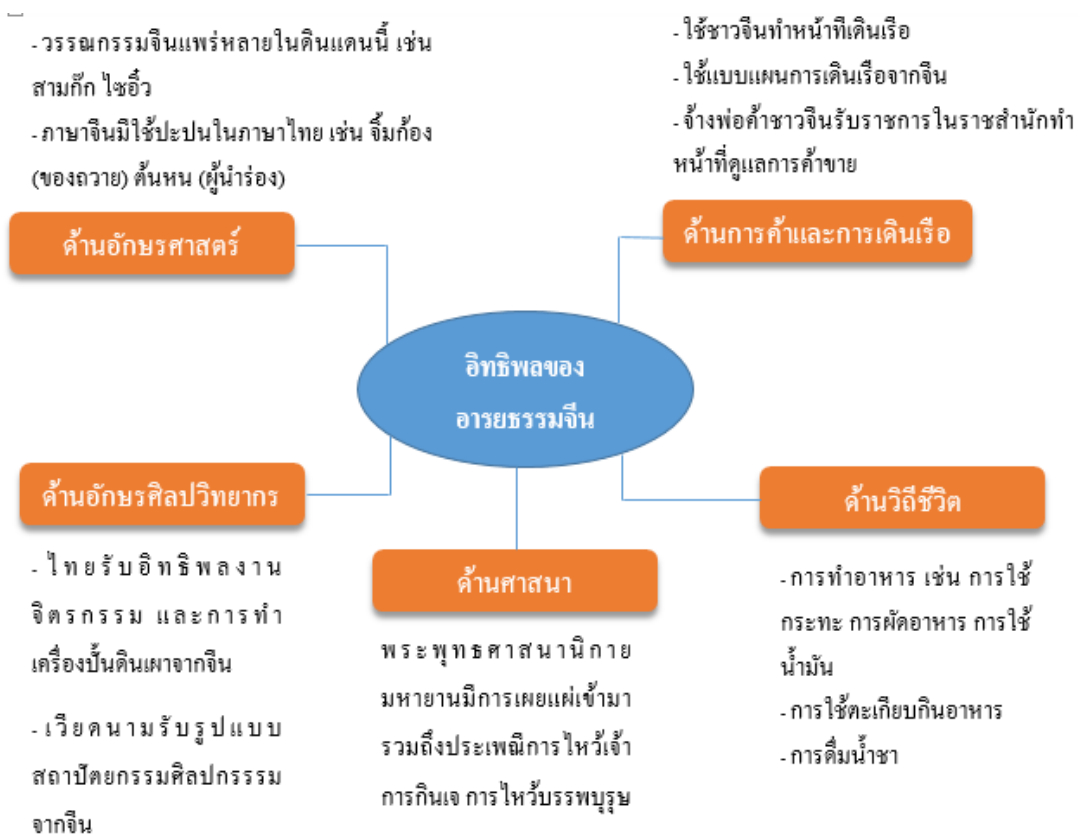 - วรรณกรรมจีนแพร่หลายในดินแดนนี้ เช่น
สามก๊ก ไซอิ๋ว
- ภาษาจีนมีใช้ปะปนในภาษาไทย เช่น จิ้มก้อง
(ของถวาย) ต้นหน (ผู้นำร่อง)
ด้านอักษรศาสตร์
- ใช้ชาวจีนทำหน้าที่เดินเรือ
- ใช้แบบแผนการเดินเรือจากจีน
- จ้างพ่อค้าชาวจีนรับราชการในราชสำนักทำ
หน้าที่ดูแลการค้าขาย
ด้านการค้าและการเดินเรือ
อิทธิพลของ
อารยธรรมจีน
ด้านอักษรศิลปวิทยากร
- ไทยรับอิทธิพลงาน
จิตรกรรม และการทำ
เครื่องปั้นดินเผาจากจีน
- เวียดนามรับรูปแบบ
สถาปัตยกรรมศิลปกรรรม
จากจีน
ด้านศาสนา
พระพุทธศาสนานิกาย
มหายานมีการเผยแผ่เข้ามา
รวมถึงประเพณีการไหว้เจ้า
การกินเจ การไหว้บรรพบุรุษ
ด้านวิถีชีวิต
- การทำอาหาร เช่น การใช้
กระทะ การผัดอาหาร การใช้
น้ำมัน
- การใช้ตะเกียบกินอาหาร
- การดื่มน้ำชา